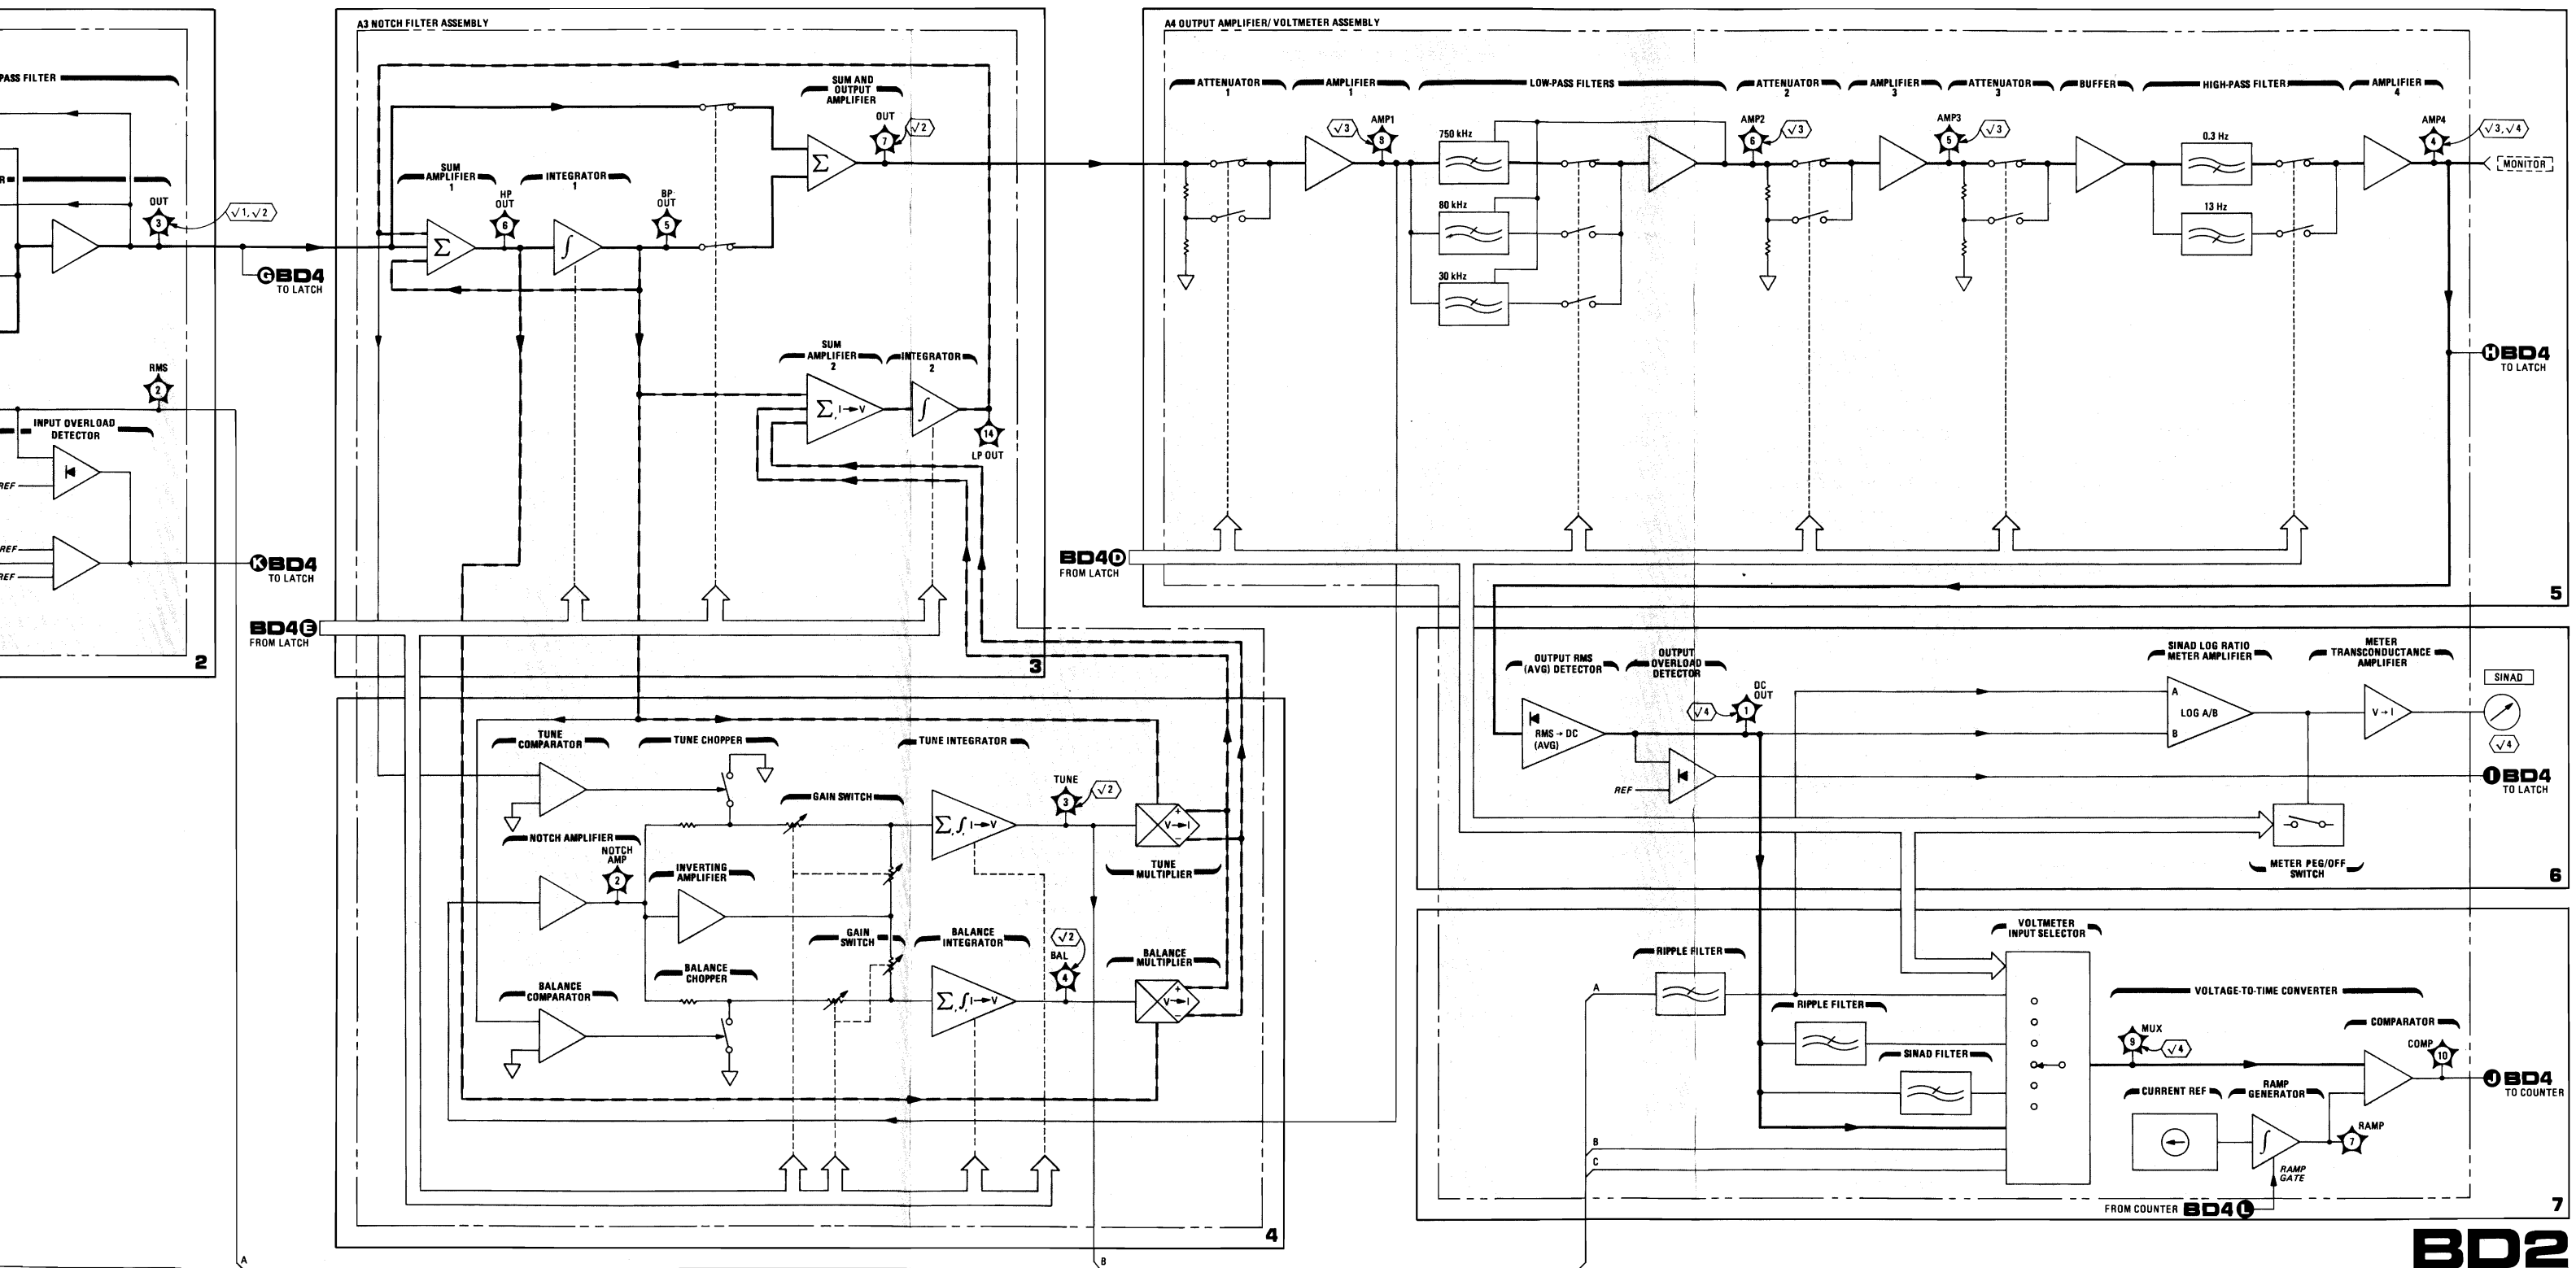 PASS FILTER
R
OUT
3
√1, √2
G BD4
TO LATCH
RMS
2
INPUT OVERLOAD
DETECTOR
REF
REF
REF
K BD4
TO LATCH
2
A
A3 NOTCH FILTER ASSEMBLY
SUM AND
OUTPUT
AMPLIFIER
OUT
7
√2
Σ
SUM
AMPLIFIER
1
HP
OUT
6
INTEGRATOR
1
BP
OUT
5
Σ
∫
SUM
AMPLIFIER
2
INTEGRATOR
2
Σ, I→V
∫
14
LP OUT
BD4 E
FROM LATCH
3
TUNE
COMPARATOR
TUNE CHOPPER
TUNE INTEGRATOR
GAIN SWITCH
TUNE
3
√2
Σ, ∫, I→V
V→I
+
−
NOTCH AMPLIFIER
NOTCH
AMP
2
INVERTING
AMPLIFIER
TUNE
MULTIPLIER
GAIN
SWITCH
BALANCE
INTEGRATOR
√2
BAL
4
BALANCE
MULTIPLIER
BALANCE
CHOPPER
BALANCE
COMPARATOR
Σ, ∫, I→V
V→I
+
−
4
B
A4 OUTPUT AMPLIFIER/ VOLTMETER ASSEMBLY
ATTENUATOR
1
AMPLIFIER
1
LOW-PASS FILTERS
ATTENUATOR
2
AMPLIFIER
3
ATTENUATOR
3
BUFFER
HIGH-PASS FILTER
AMPLIFIER
4
√3
AMP1
8
750 kHz
80 kHz
30 kHz
AMP2
6
√3
AMP3
5
√3
0.3 Hz
13 Hz
AMP4
4
√3, √4
MONITOR
H BD4
TO LATCH
BD4 D
FROM LATCH
5
OUTPUT RMS
(AVG) DETECTOR
OUTPUT
OVERLOAD
DETECTOR
SINAD LOG RATIO
METER AMPLIFIER
METER
TRANSCONDUCTANCE
AMPLIFIER
SINAD
√4
DC
OUT
1
RMS → DC
(AVG)
A
LOG A/B
B
V→I
√4
REF
I BD4
TO LATCH
METER PEG/OFF
SWITCH
6
VOLTMETER
INPUT SELECTOR
RIPPLE FILTER
A
RIPPLE FILTER
SINAD FILTER
VOLTAGE-TO-TIME CONVERTER
MUX
9
√4
COMPARATOR
COMP
10
CURRENT REF
RAMP
GENERATOR
J BD4
TO COUNTER
∫
RAMP
7
B
C
RAMP
GATE
FROM COUNTER BD4 L
7
BD2